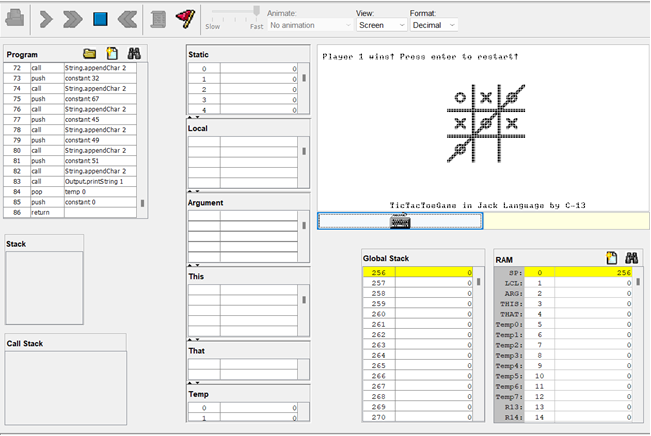 Animate: View: Format:
Slow Fast No animation Screen Decimal
Program
72 call String.appendChar 2
73 push constant 32
74 call String.appendChar 2
75 push constant 67
76 call String.appendChar 2
77 push constant 45
78 call String.appendChar 2
79 push constant 49
80 call String.appendChar 2
81 push constant 51
82 call String.appendChar 2
83 call Output.printString 1
84 pop temp 0
85 push constant 0
86 return
Stack
Call Stack
Static
0 0
1 0
2 0
3 0
4 0
Local
Argument
This
That
Temp
0 0
1 0
Player 1 wins! Press enter to restart!
O X O
X O X
O
TicTacToeGame in Jack Language by C-13
Global Stack
256 0
257 0
258 0
259 0
260 0
261 0
262 0
263 0
264 0
265 0
266 0
267 0
268 0
269 0
270 0
RAM
SP: 0 256
LCL: 1 0
ARG: 2 0
THIS: 3 0
THAT: 4 0
Temp0: 5 0
Temp1: 6 0
Temp2: 7 0
Temp3: 8 0
Temp4: 9 0
Temp5: 10 0
Temp6: 11 0
Temp7: 12 0
R13: 13 0
R14: 14 0